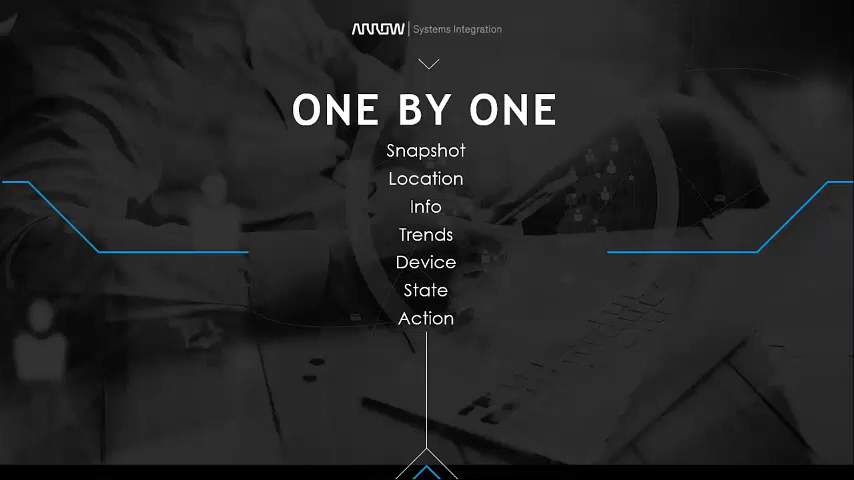 ARROW Systems Integration
ONE BY ONE
Snapshot
Location
Info
Trends
Device
State
Action